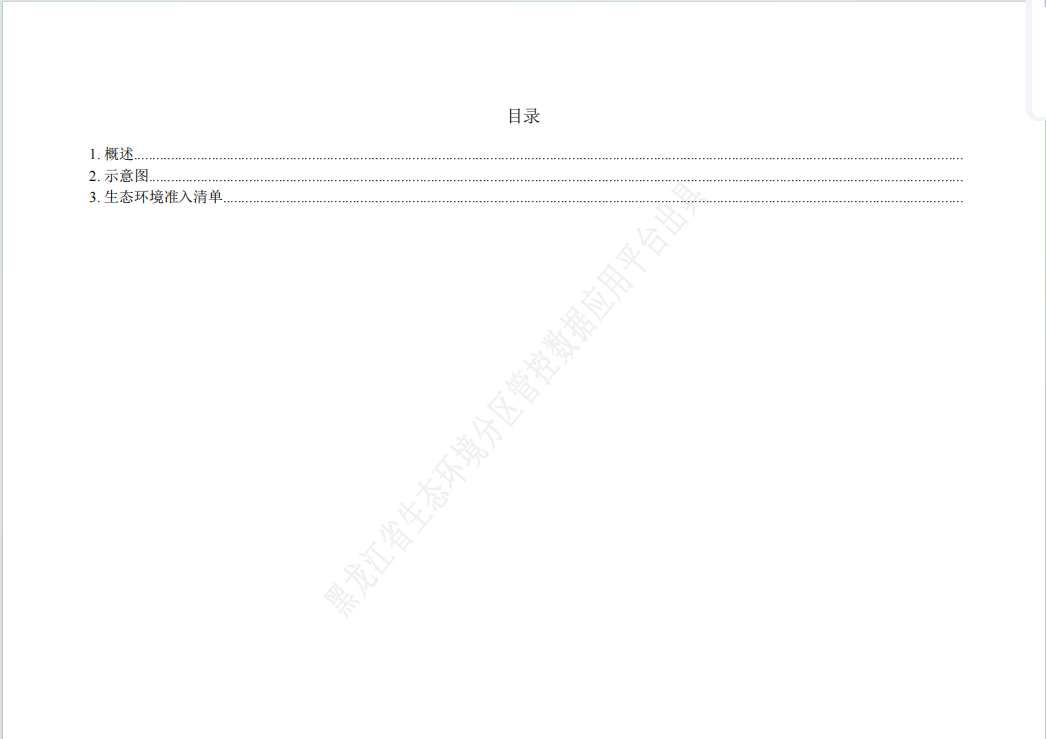 目录
1. 概述................................................................................................................
2. 示意图................................................................................................................
3. 生态环境准入清单................................................................................................................
黑龙江省生态环境分区管控数据应用平台出具